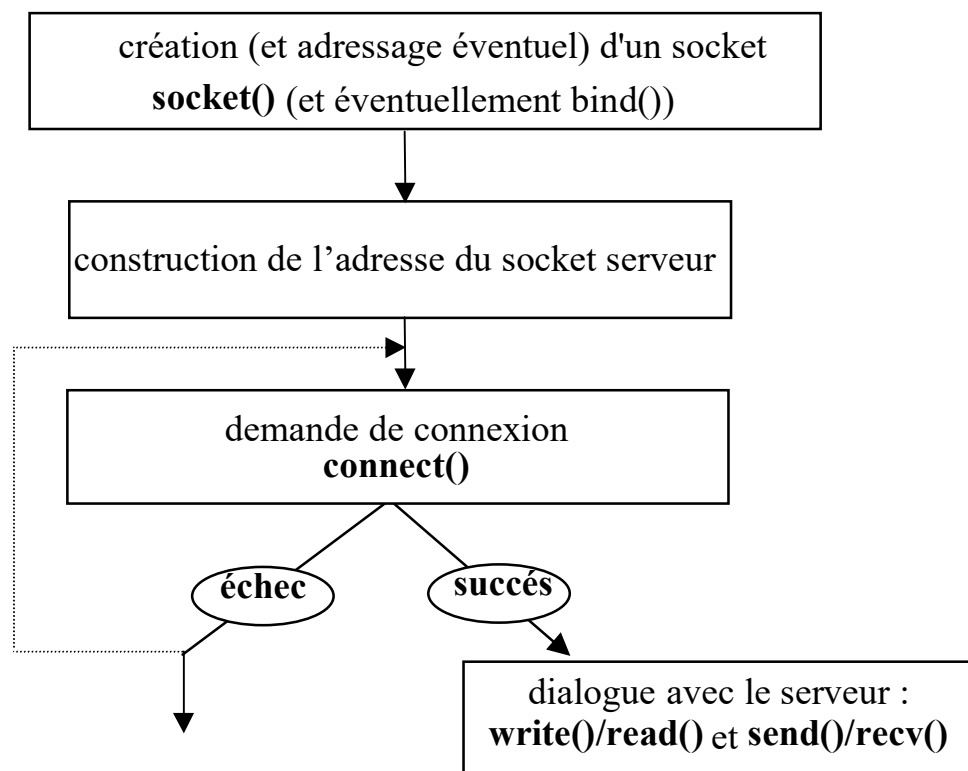 création (et adressage éventuel) d'un socket
socket() (et éventuellement bind())
construction de l’adresse du socket serveur
demande de connexion
connect()
échec
succés
dialogue avec le serveur :
write()/read() et send()/recv()